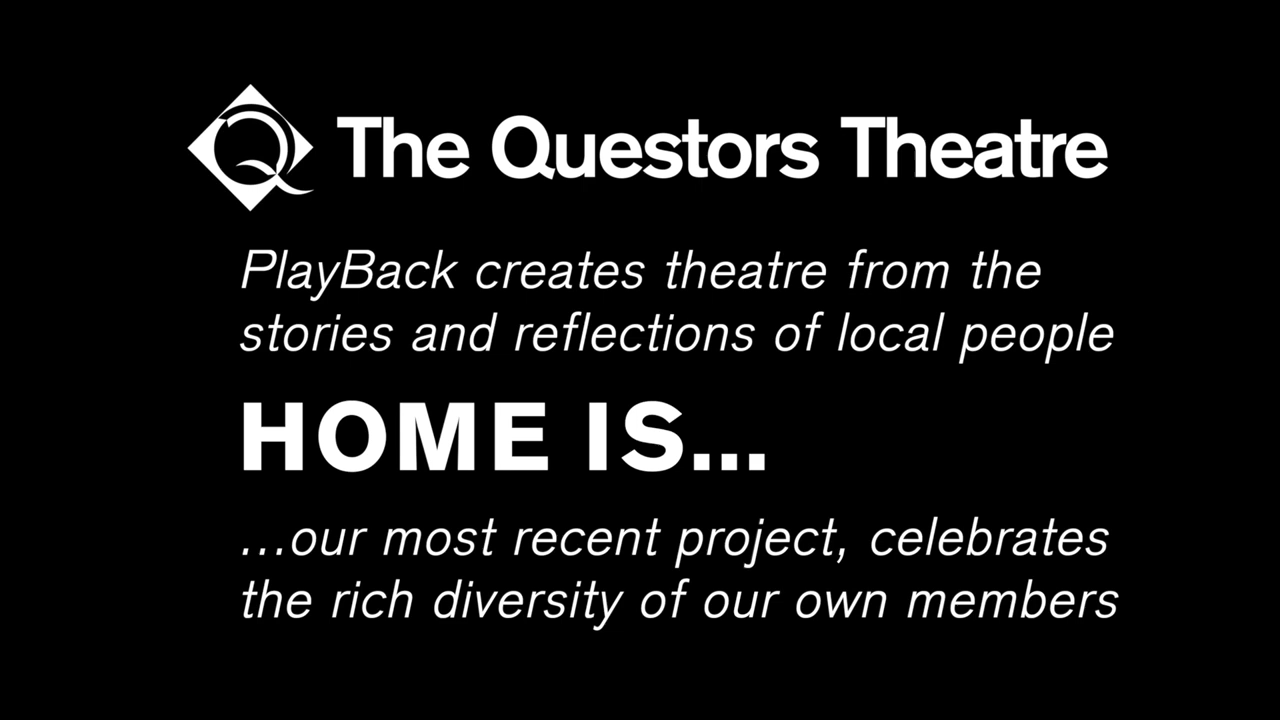 Q The Questors Theatre
PlayBack creates theatre from the
stories and reflections of local people
HOME IS...
...our most recent project, celebrates
the rich diversity of our own members